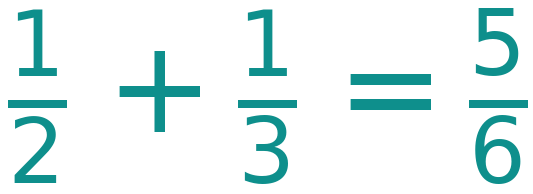 1/2 + 1/3 = 5/6